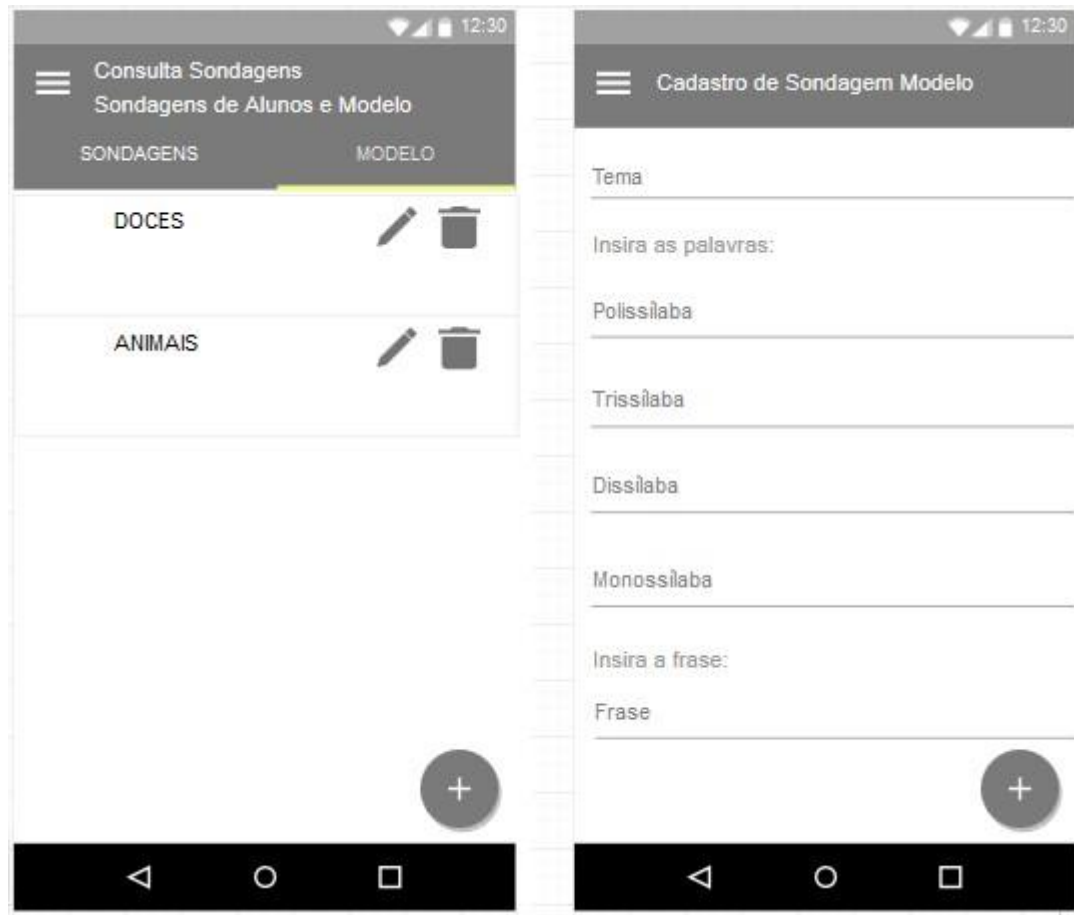 12:30
Consulta Sondagens
Sondagens de Alunos e Modelo
SONDAGENS MODELO
DOCES
ANIMAIS
12:30
Cadastro de Sondagem Modelo
Tema
Insira as palavras:
Polissílaba
Trissílaba
Dissílaba
Monossílaba
Insira a frase:
Frase